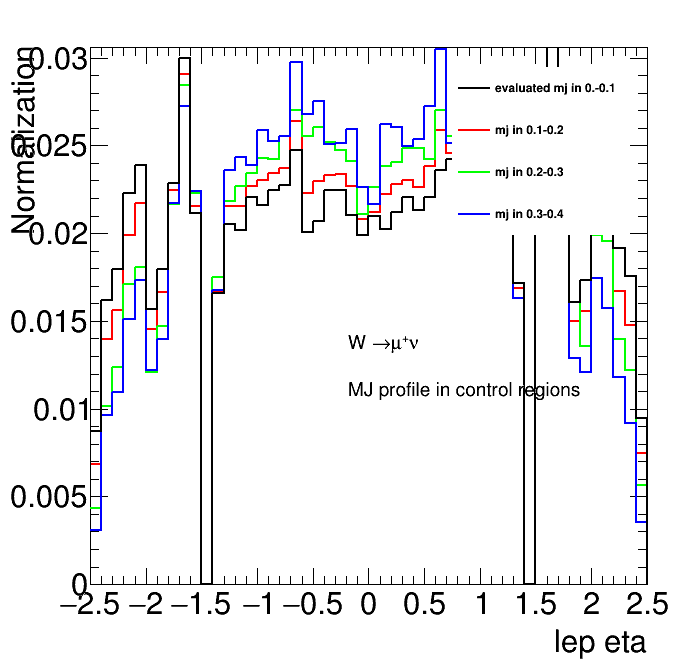 Normalization
0.03
0.025
0.02
0.015
0.01
0.005
0
evaluated mj in 0.-0.1
mj in 0.1-0.2
mj in 0.2-0.3
mj in 0.3-0.4
W →μ⁺ν
MJ profile in control regions
−2.5 −2 −1.5 −1 −0.5 0 0.5 1 1.5 2 2.5
lep eta